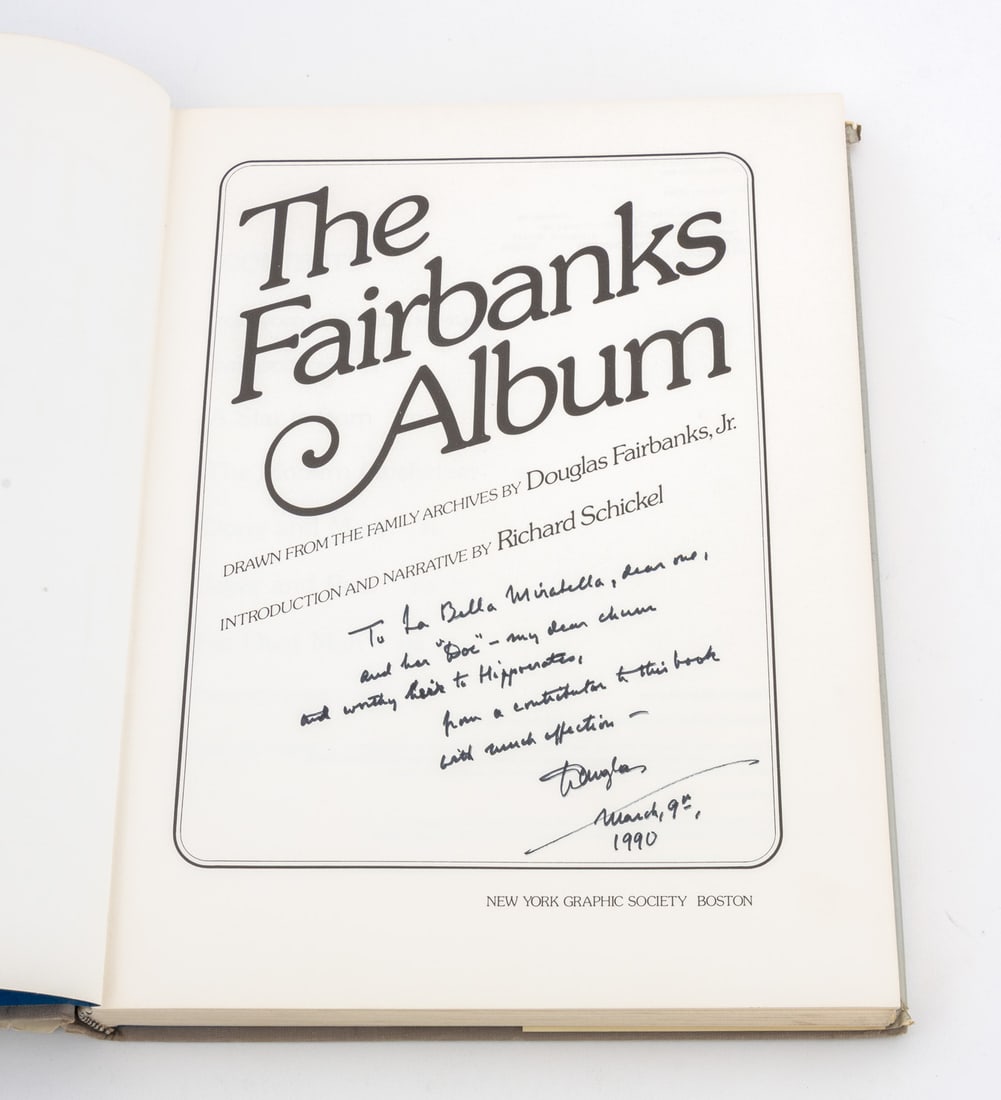 The
Fairbanks
Album
DRAWN FROM THE FAMILY ARCHIVES BY Douglas Fairbanks, Jr.
INTRODUCTION AND NARRATIVE BY Richard Schickel
To La Bella Mirabella, dear one,
and her "Doc" – my dear chum
and worthy heir to Hippocrates,
from a contributor to this book
with much affection –
Douglas
March, 9th,
1990
NEW YORK GRAPHIC SOCIETY BOSTON